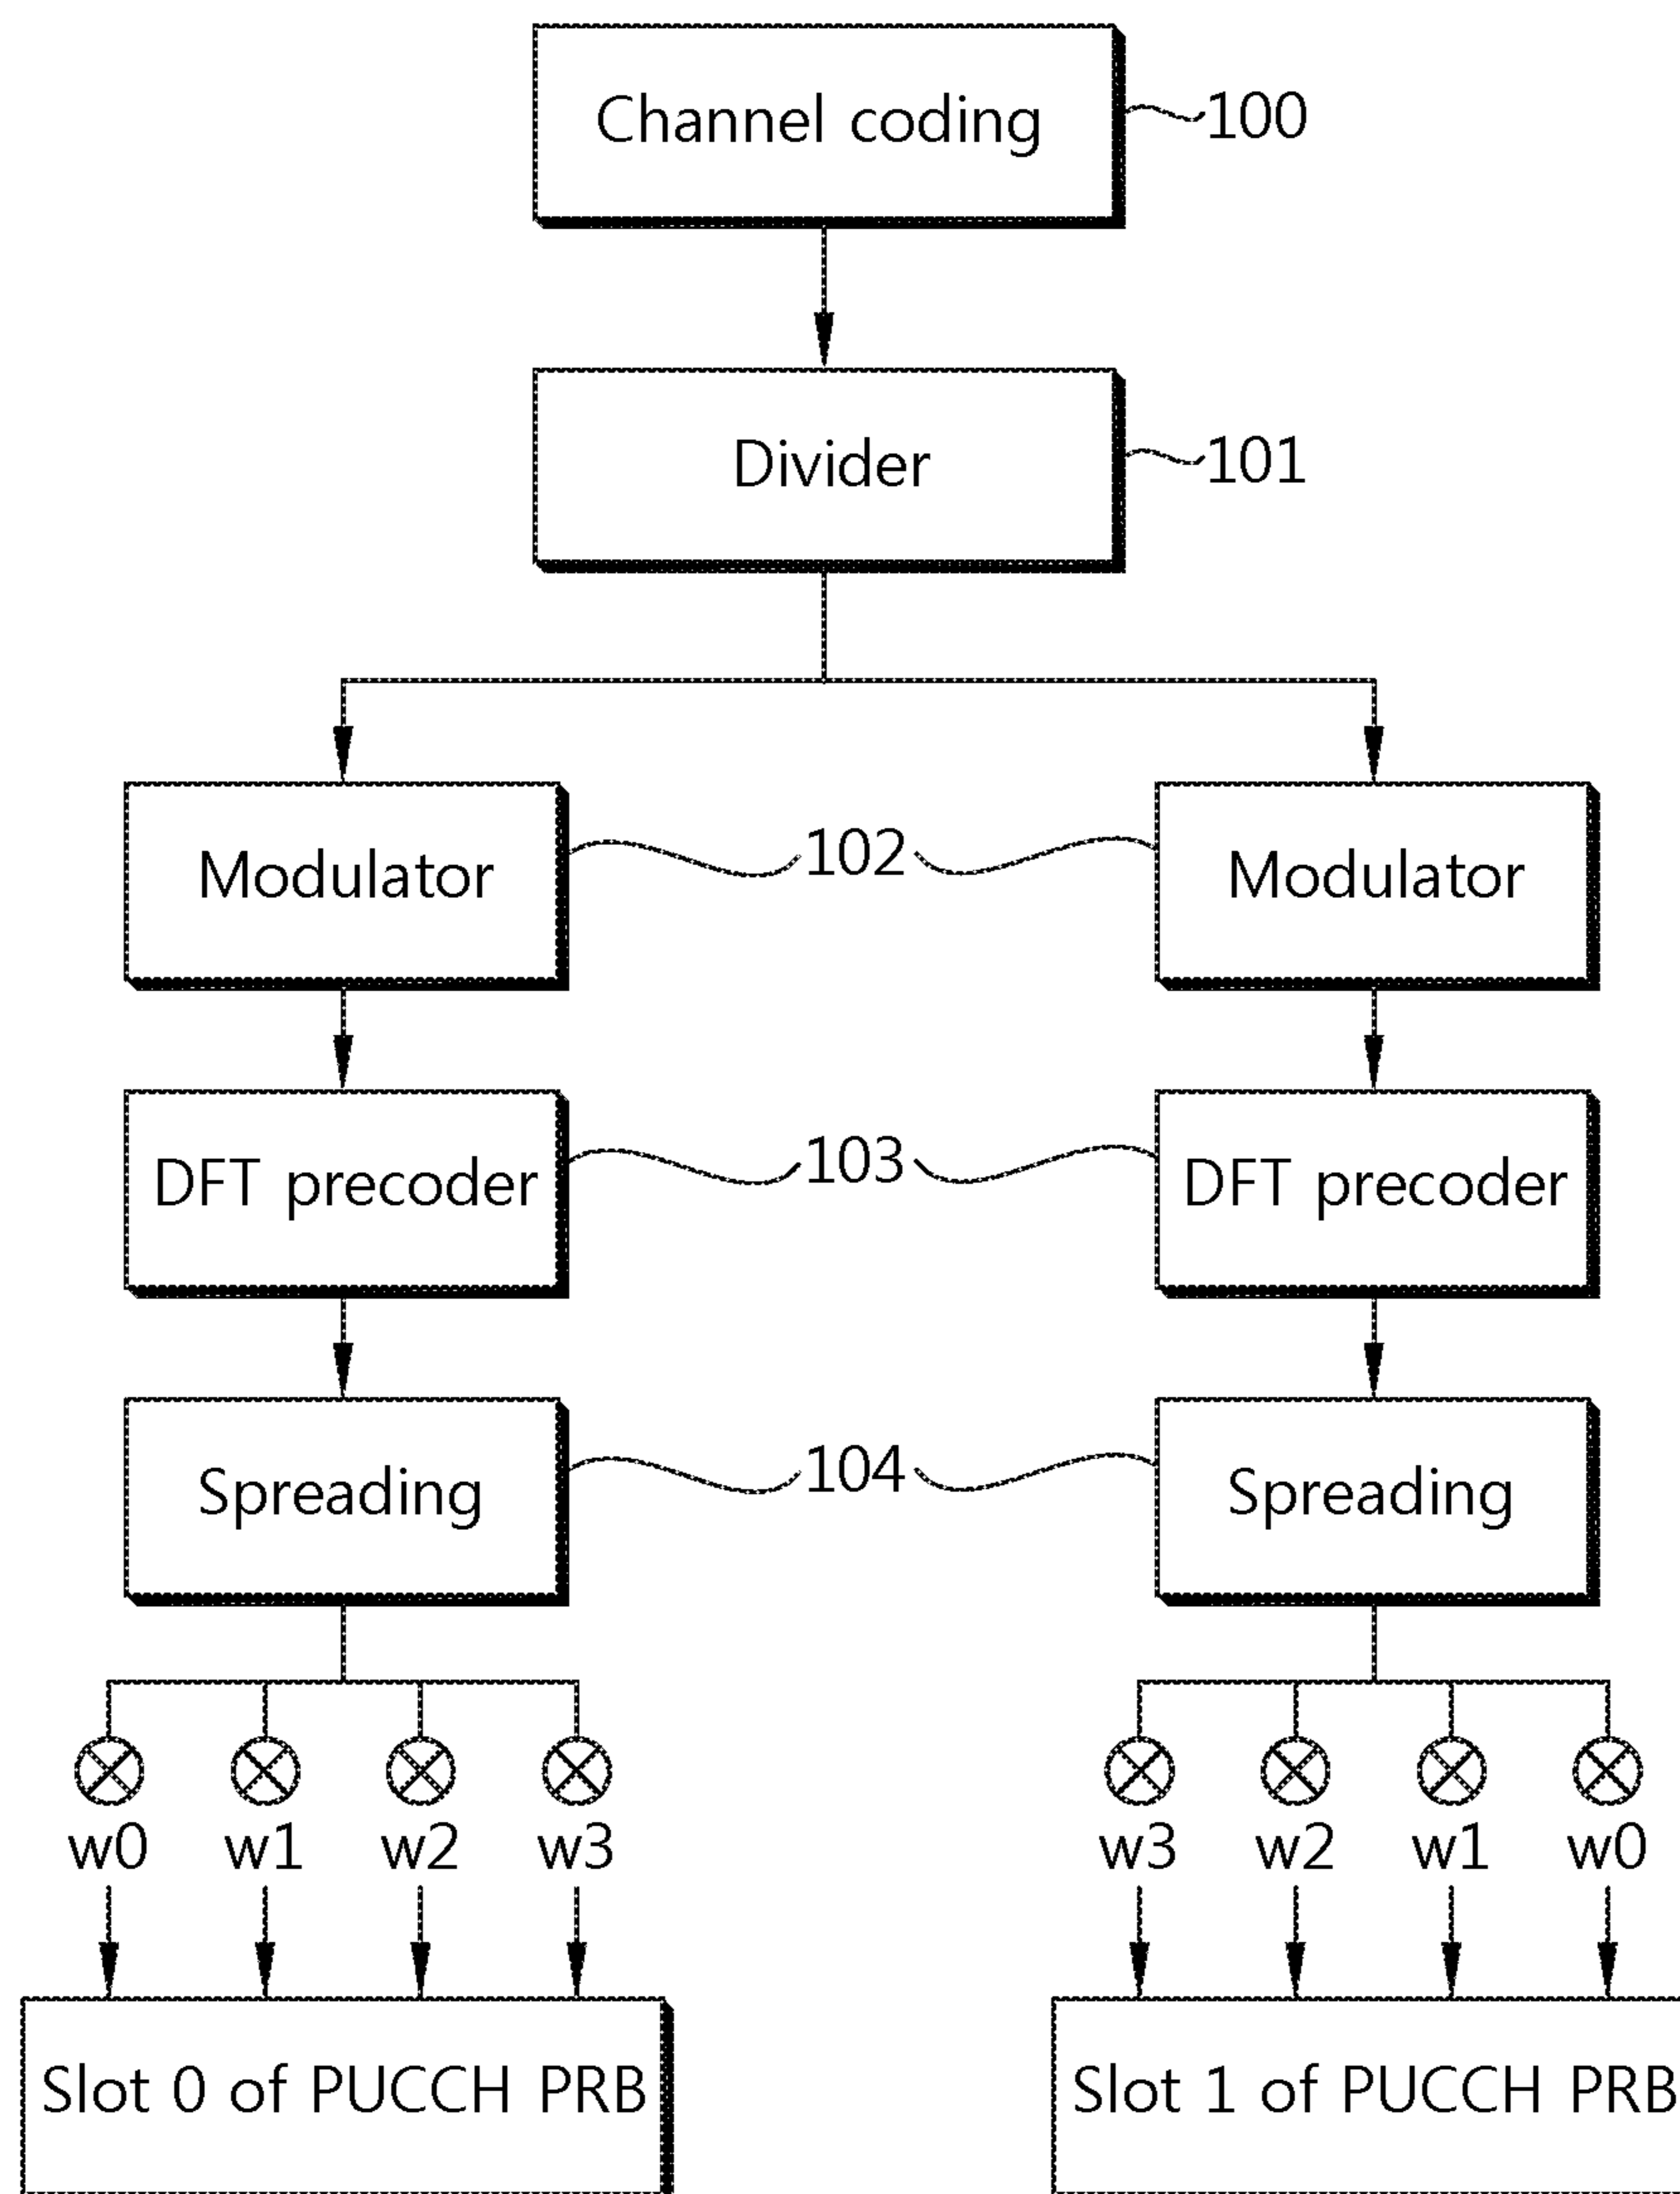 Channel coding 100
Divider 101
Modulator 102 Modulator
DFT precoder 103 DFT precoder
Spreading 104 Spreading
w0 w1 w2 w3 w3 w2 w1 w0
Slot 0 of PUCCH PRB Slot 1 of PUCCH PRB